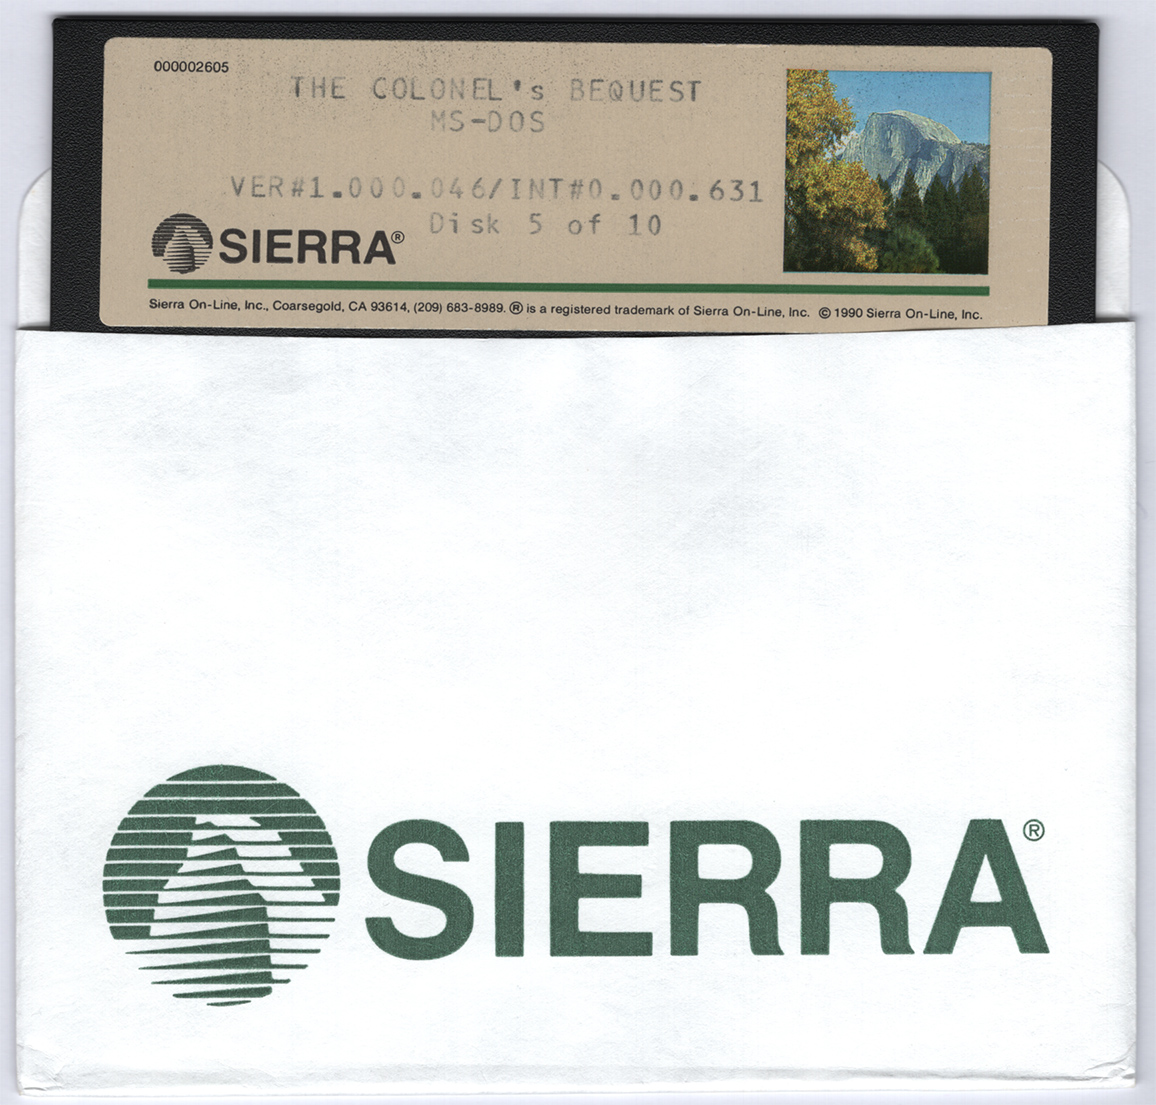 000002605
THE COLONEL's BEQUEST
MS-DOS
VER#1.000.046/INT#0.000.631
Disk 5 of 10
SIERRA®
Sierra On-Line, Inc., Coarsegold, CA 93614, (209) 683-8989. ® is a registered trademark of Sierra On-Line, Inc. © 1990 Sierra On-Line, Inc.
SIERRA®